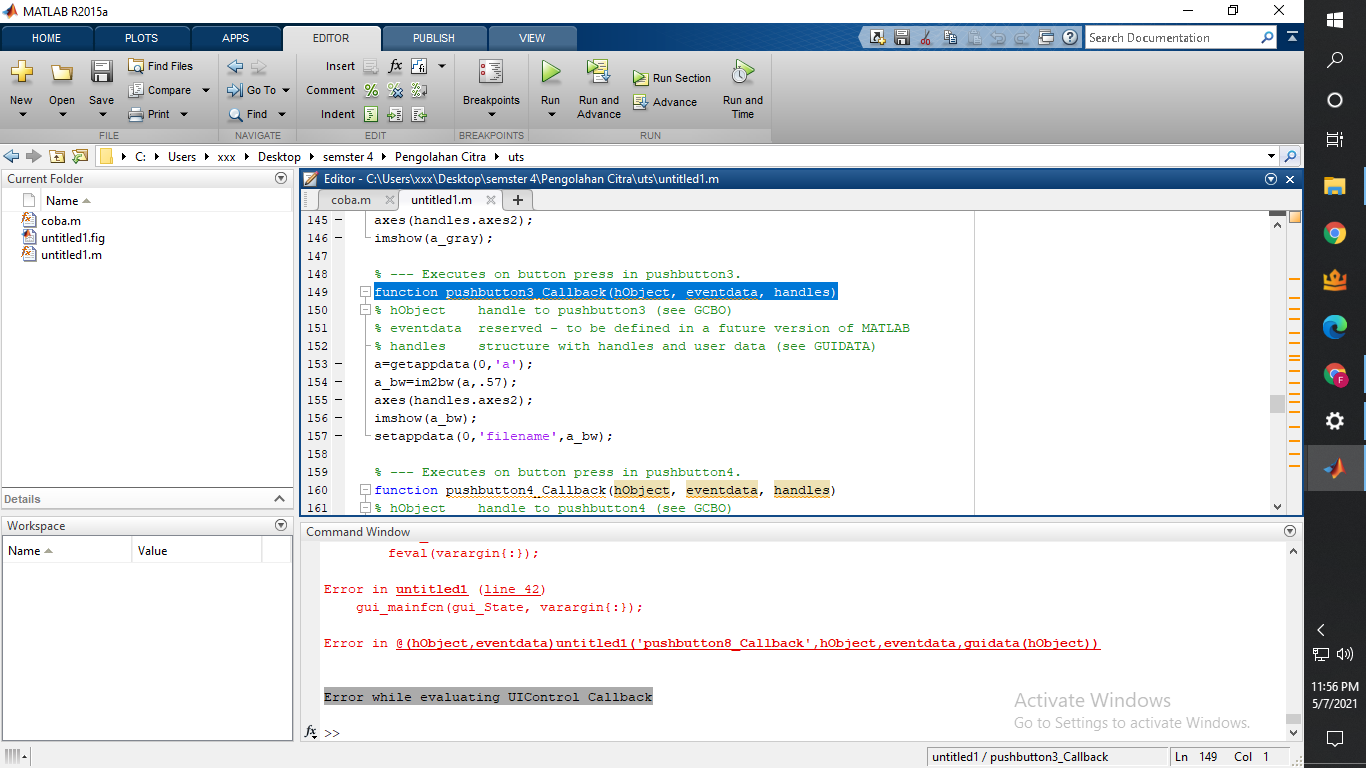 MATLAB R2015a
HOME PLOTS APPS EDITOR PUBLISH VIEW
Search Documentation
New Open Save Find Files Compare Print
Go To Find
Insert fx
Comment
Indent
Breakpoints
Run Run and Advance Run Section Advance Run and Time
FILE NAVIGATE EDIT BREAKPOINTS RUN
C: Users xxx Desktop semster 4 Pengolahan Citra uts
Current Folder
Name
coba.m
untitled1.fig
untitled1.m
Details
Workspace
Name Value
Editor - C:\Users\xxx\Desktop\semster 4\Pengolahan Citra\uts\untitled1.m
coba.m untitled1.m
145 – axes(handles.axes2);
146 – imshow(a_gray);
147
148 % --- Executes on button press in pushbutton3.
149 function pushbutton3_Callback(hObject, eventdata, handles)
150 % hObject    handle to pushbutton3 (see GCBO)
151 % eventdata  reserved - to be defined in a future version of MATLAB
152 % handles    structure with handles and user data (see GUIDATA)
153 – a=getappdata(0,'a');
154 – a_bw=im2bw(a,.57);
155 – axes(handles.axes2);
156 – imshow(a_bw);
157 – setappdata(0,'filename',a_bw);
158
159 % --- Executes on button press in pushbutton4.
160 function pushbutton4_Callback(hObject, eventdata, handles)
161 % hObject    handle to pushbutton4 (see GCBO)
Command Window
feval(varargin{:});
Error in untitled1 (line 42)
gui_mainfcn(gui_State, varargin{:});
Error in @(hObject,eventdata)untitled1('pushbutton8_Callback',hObject,eventdata,guidata(hObject))
Error while evaluating UIControl Callback
fx >>
Activate Windows
Go to Settings to activate Windows.
untitled1 / pushbutton3_Callback
Ln 149 Col 1
F
11:56 PM
5/7/2021